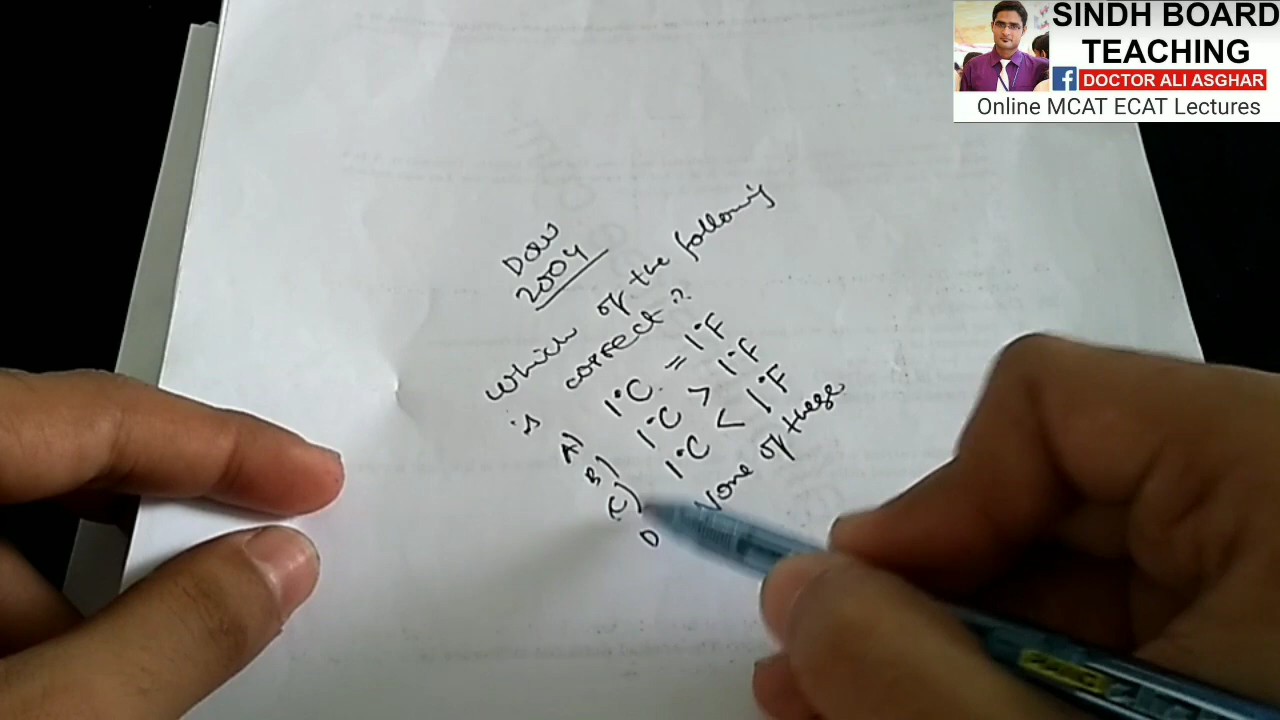 SINDH BOARD
TEACHING
DOCTOR ALI ASGHAR
Online MCAT ECAT Lectures
Dow
2004
which of the following
is correct?
A) 1°C = 1°F
B) 1°C > 1°F
C) 1°C < 1°F
D None of these